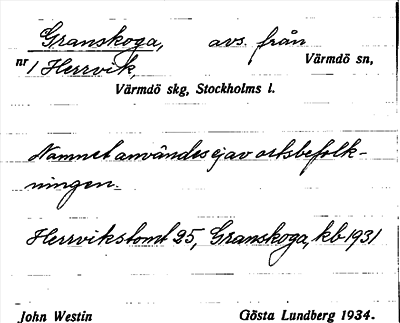 Granskoga, avs. från
nr 1 Herrvik, Värmdö sn,
Värmdö skg, Stockholms l.
Namnet användes ej av ortsbefolk-
ningen.
Herrvikstomt 25, Granskoga, kb 1931
John Westin Gösta Lundberg 1934.